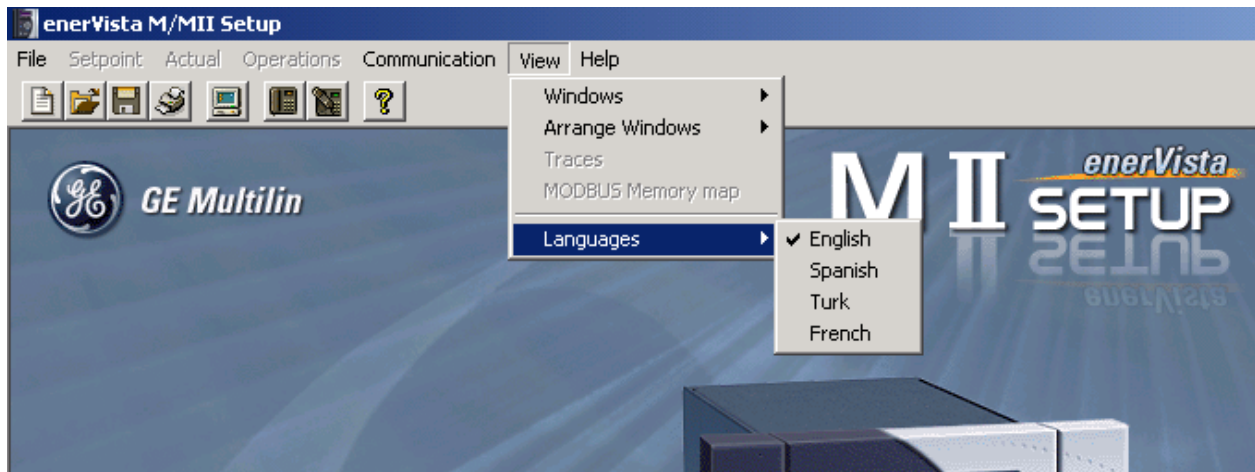 enerVista M/MII Setup
File Setpoint Actual Operations Communication View Help
Windows
Arrange Windows
Traces
MODBUS Memory map
Languages
English
Spanish
Turk
French
GE GE Multilin
M II enerVista
SETUP